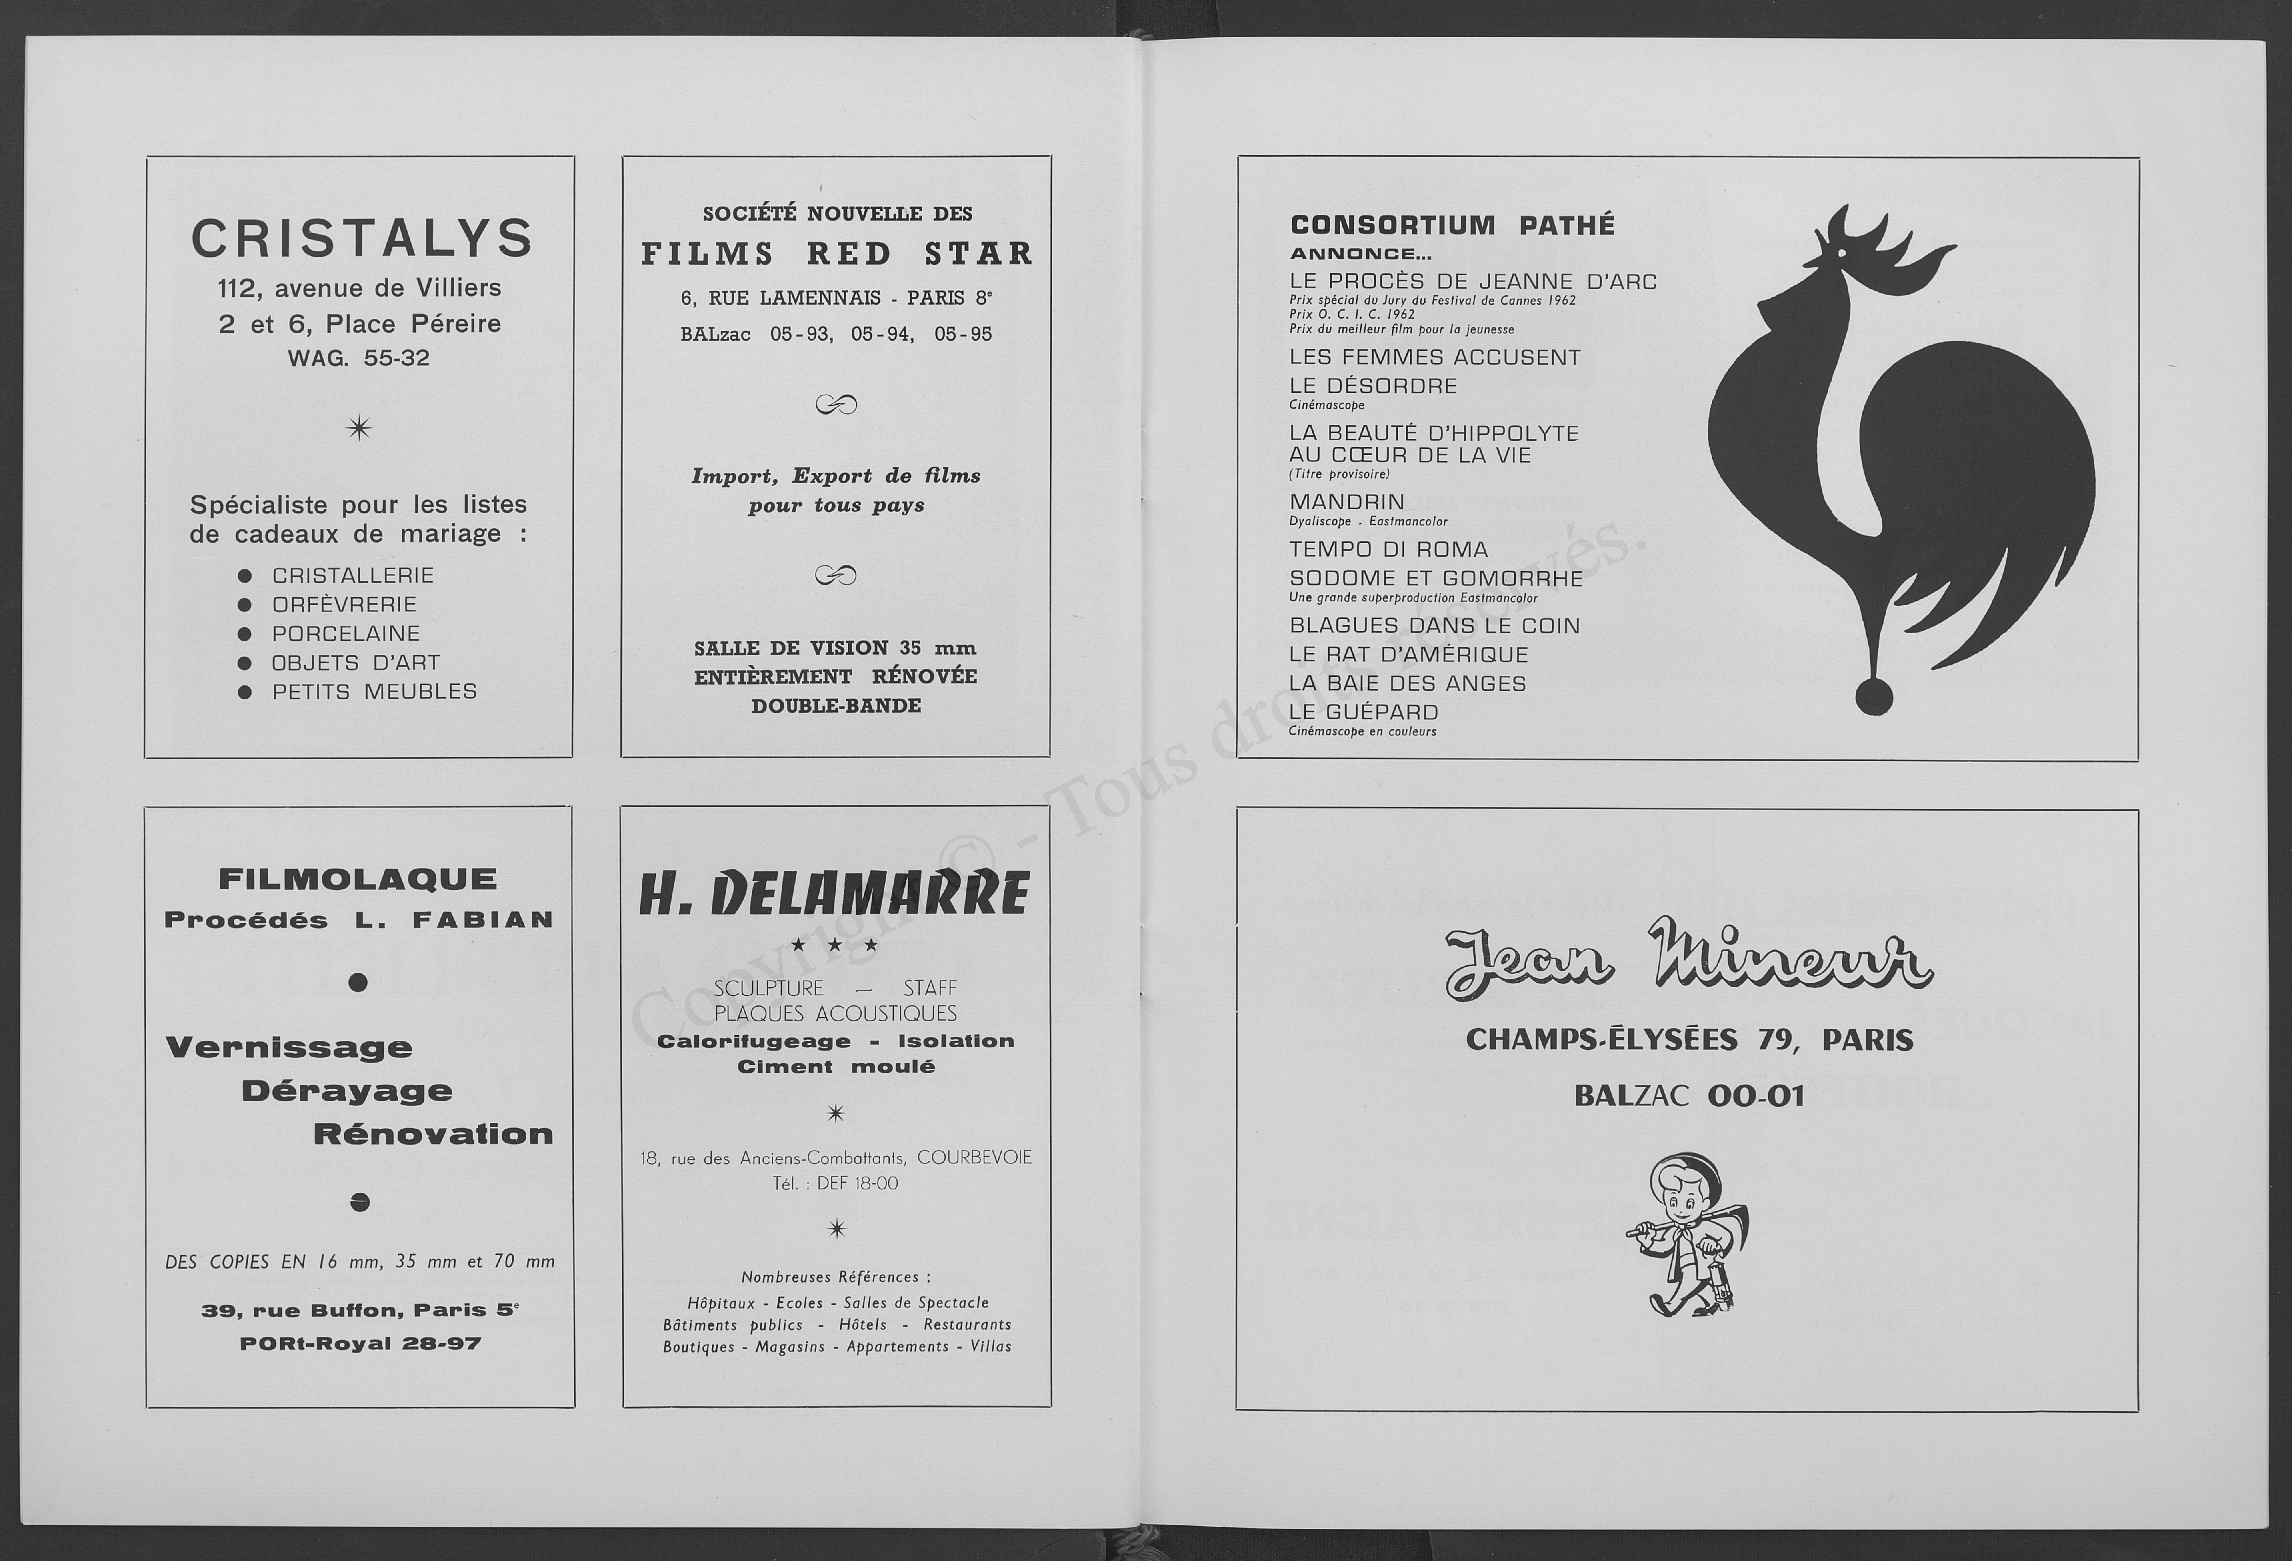 CRISTALYS
112, avenue de Villiers
2 et 6, Place Péreire
WAG. 55-32
Spécialiste pour les listes
de cadeaux de mariage :
● CRISTALLERIE
● ORFÈVRERIE
● PORCELAINE
● OBJETS D'ART
● PETITS MEUBLES
SOCIÉTÉ NOUVELLE DES
FILMS RED STAR
6, RUE LAMENNAIS - PARIS 8e
BALzac 05-93, 05-94, 05-95
Import, Export de films
pour tous pays
SALLE DE VISION 35 mm
ENTIÈREMENT RÉNOVÉE
DOUBLE-BANDE
FILMOLAQUE
Procédés L. FABIAN
Vernissage
Dérayage
Rénovation
DES COPIES EN 16 mm, 35 mm et 70 mm
39, rue Buffon, Paris 5e
PORt-Royal 28-97
H. DELAMARRE
SCULPTURE — STAFF
PLAQUES ACOUSTIQUES
Calorifugeage - Isolation
Ciment moulé
18, rue des Anciens-Combattants, COURBEVOIE
Tél. : DEF 18-00
Nombreuses Références :
Hôpitaux - Ecoles - Salles de Spectacle
Bâtiments publics - Hôtels - Restaurants
Boutiques - Magasins - Appartements - Villas
CONSORTIUM PATHÉ
ANNONCE...
LE PROCÈS DE JEANNE D'ARC
Prix spécial du Jury du Festival de Cannes 1962
Prix O. C. I. C. 1962
Prix du meilleur film pour la jeunesse
LES FEMMES ACCUSENT
LE DÉSORDRE
Cinémascope
LA BEAUTÉ D'HIPPOLYTE
AU CŒUR DE LA VIE
(Titre provisoire)
MANDRIN
Dyaliscope - Eastmancolor
TEMPO DI ROMA
SODOME ET GOMORRHE
Une grande superproduction Eastmancolor
BLAGUES DANS LE COIN
LE RAT D'AMÉRIQUE
LA BAIE DES ANGES
LE GUÉPARD
Cinémascope en couleurs
Jean Mineur
CHAMPS-ÉLYSÉES 79, PARIS
BALZAC 00-01
Copyright © - Tous droits réservés.